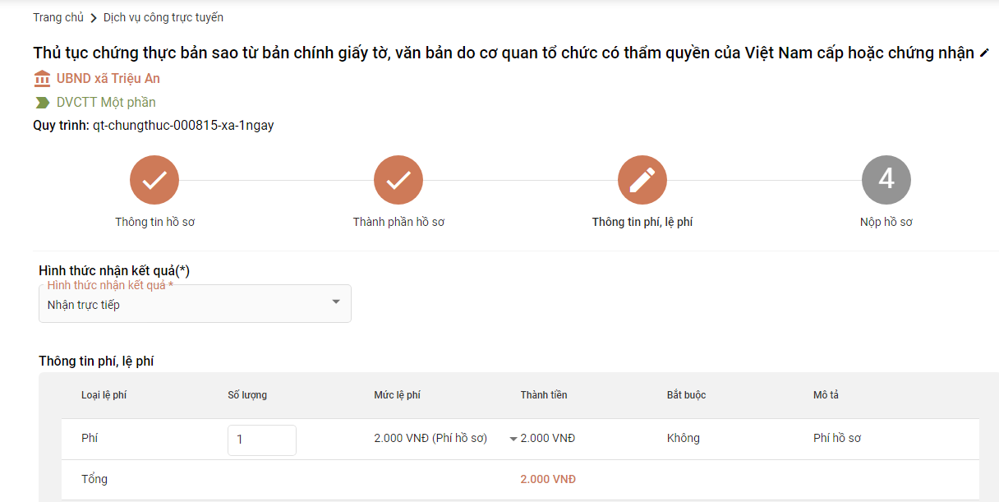 Trang chủ > Dịch vụ công trực tuyến
Thủ tục chứng thực bản sao từ bản chính giấy tờ, văn bản do cơ quan tổ chức có thẩm quyền của Việt Nam cấp hoặc chứng nhận
UBND xã Triệu An
DVCTT Một phần
Quy trình: qt-chungthuc-000815-xa-1ngay
4
Thông tin hồ sơ Thành phần hồ sơ Thông tin phí, lệ phí Nộp hồ sơ
Hình thức nhận kết quả(*)
Hình thức nhận kết quả *
Nhận trực tiếp
Thông tin phí, lệ phí
Loại lệ phí Số lượng Mức lệ phí Thành tiền Bắt buộc Mô tả
Phí 1 2.000 VNĐ (Phí hồ sơ) 2.000 VNĐ Không Phí hồ sơ
Tổng 2.000 VNĐ